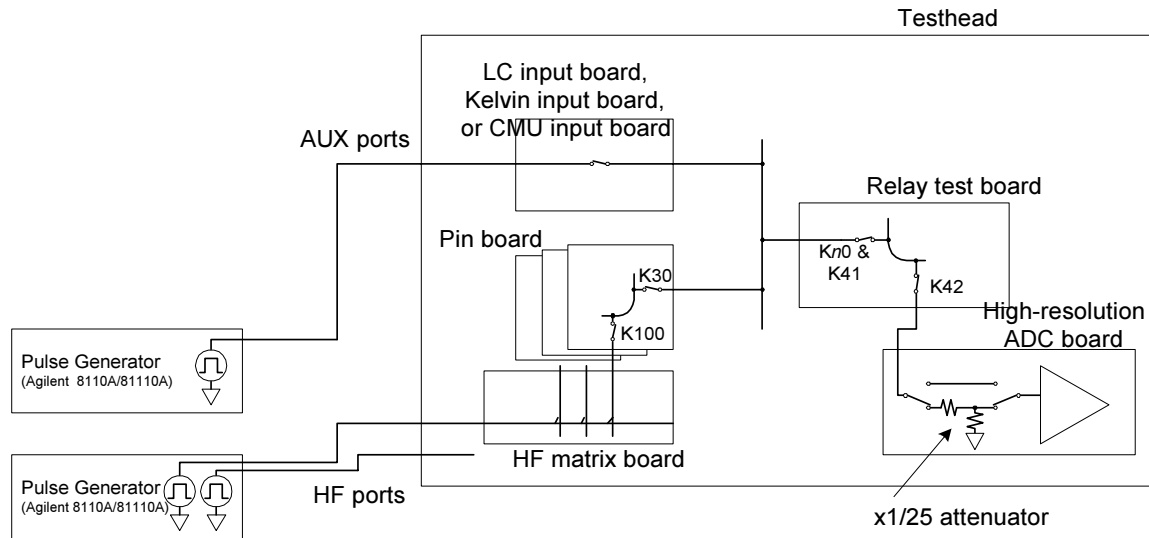 Testhead
LC input board,
Kelvin input board,
or CMU input board
AUX ports
Relay test board
Pin board
Kn0 &
K41
K30
K42
K100
High-resolution
ADC board
Pulse Generator
(Agilent 8110A/81110A)
HF matrix board
Pulse Generator
(Agilent 8110A/81110A)
HF ports
x1/25 attenuator